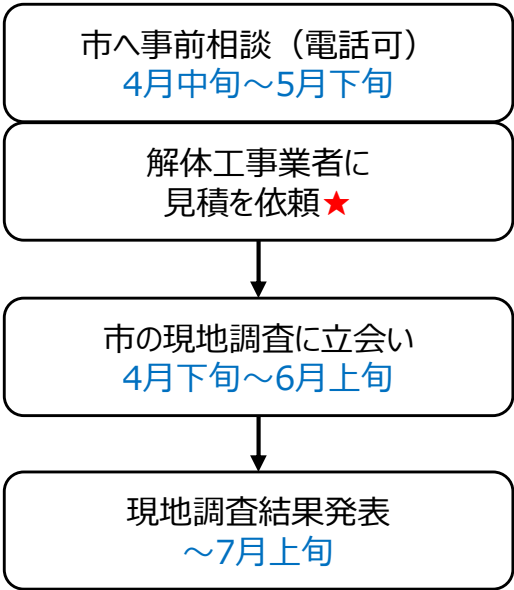 市へ事前相談（電話可）
4月中旬～5月下旬
解体工事業者に
見積を依頼★
市の現地調査に立会い
4月下旬～6月上旬
現地調査結果発表
～7月上旬